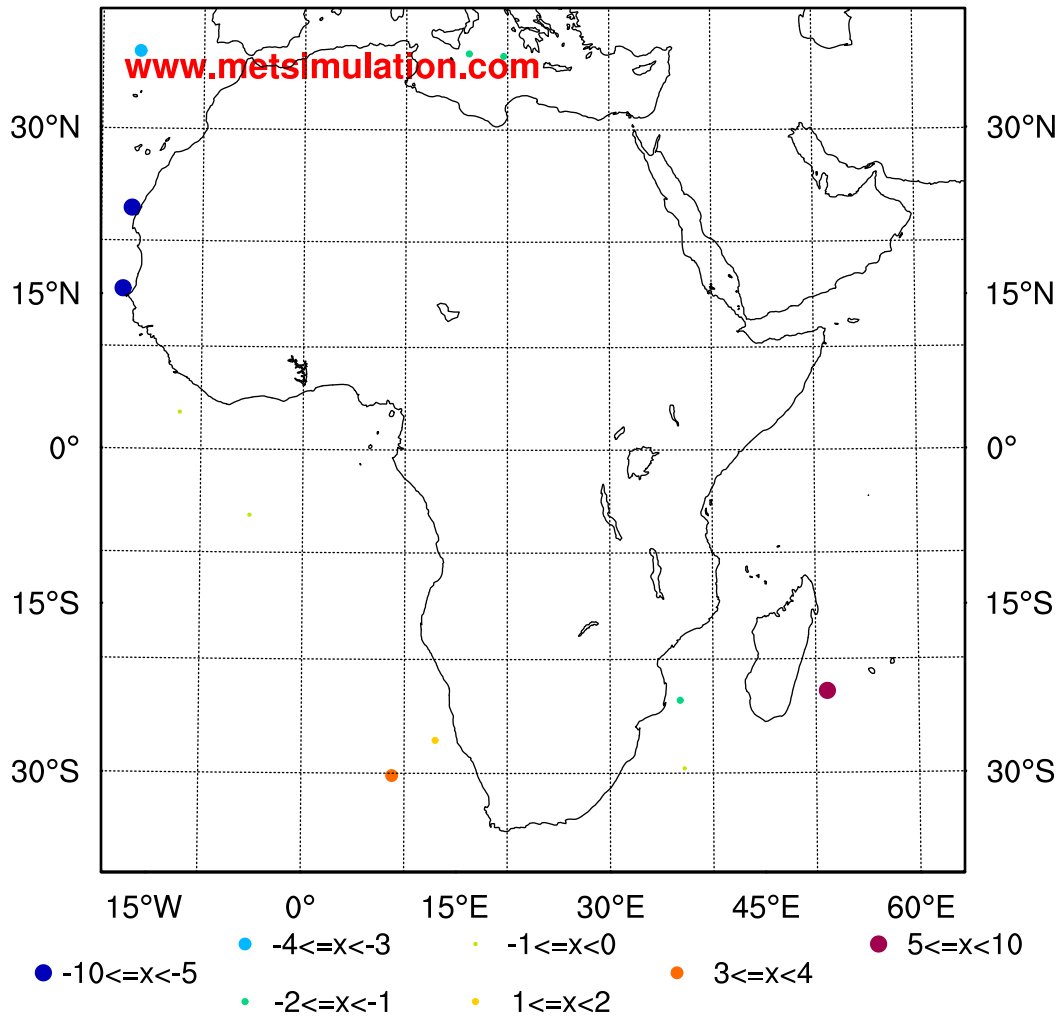 www.metsimulation.com
30°N 30°N
15°N 15°N
0° 0°
15°S 15°S
30°S 30°S
15°W 0° 15°E 30°E 45°E 60°E
-4<=x<-3 -1<=x<0 5<=x<10
-10<=x<-5 3<=x<4
-2<=x<-1 1<=x<2